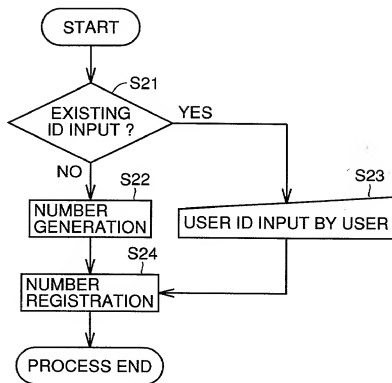 START
S21
EXISTING
ID INPUT ?
YES
NO
S22
S23
NUMBER
GENERATION
USER ID INPUT BY USER
S24
NUMBER
REGISTRATION
PROCESS END